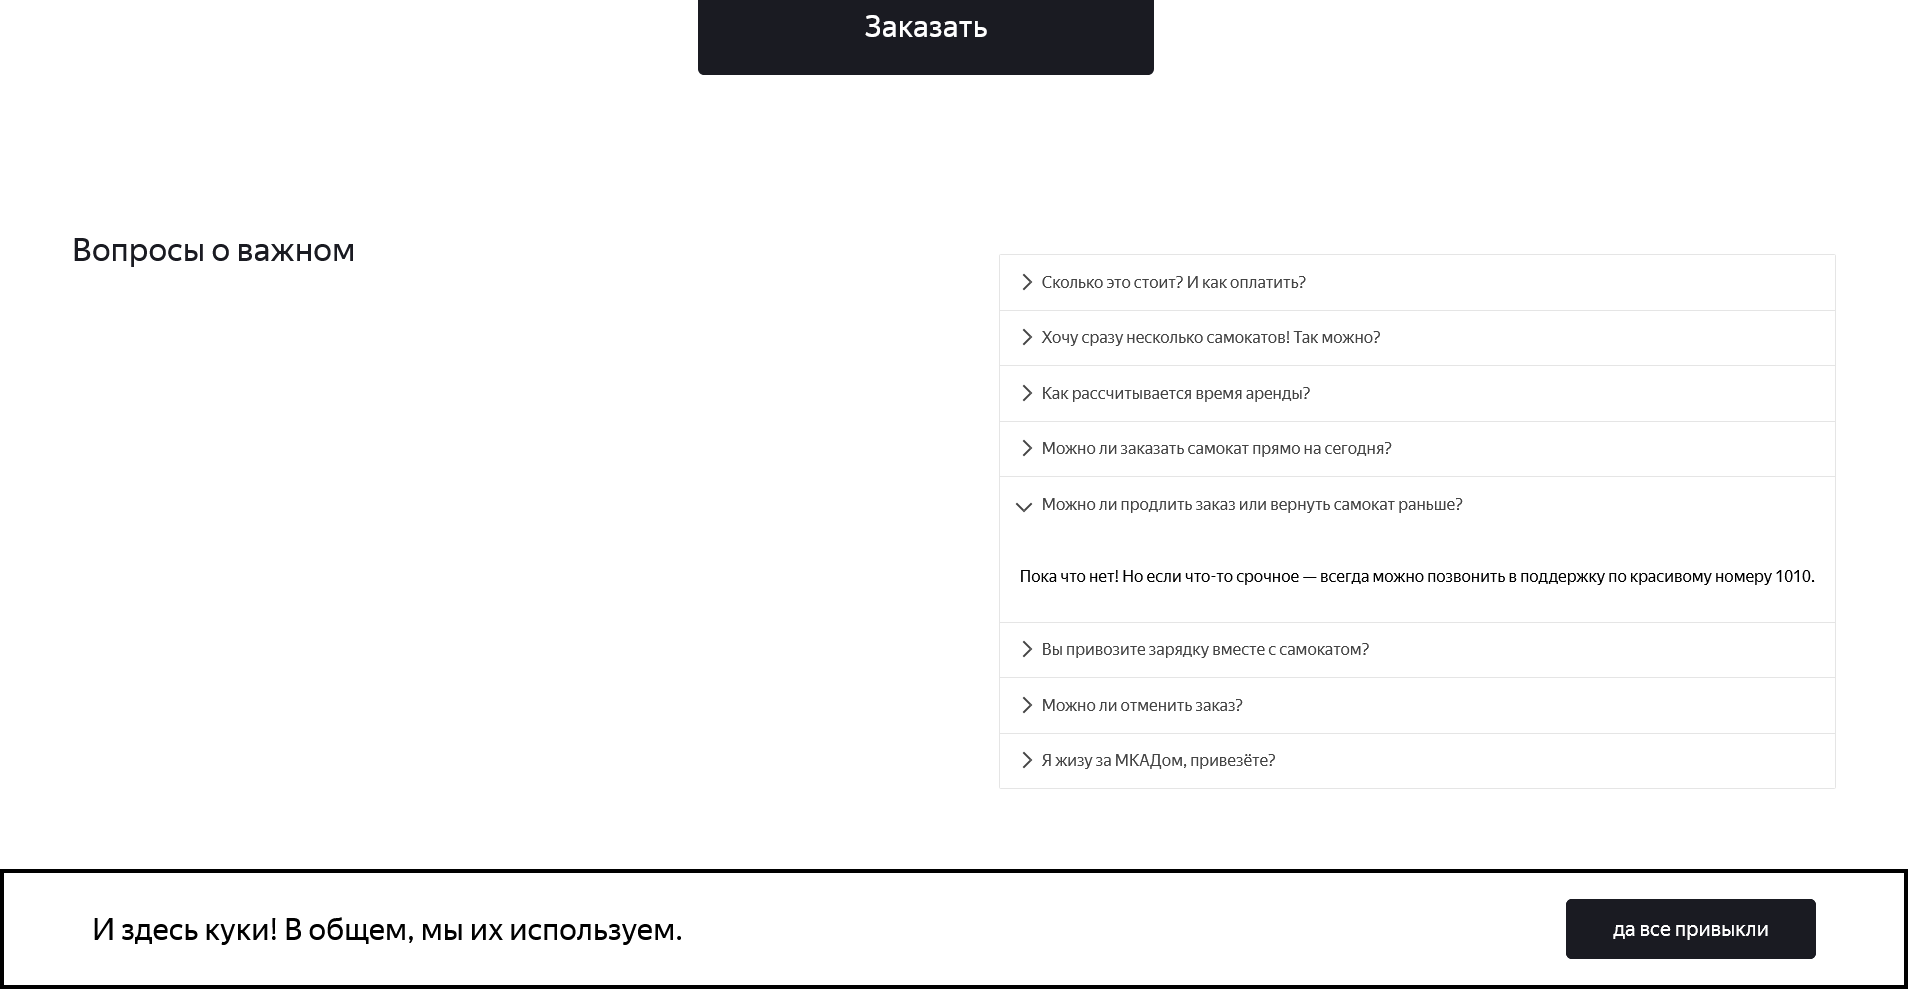 Заказать
Вопросы о важном
Сколько это стоит? И как оплатить?
Хочу сразу несколько самокатов! Так можно?
Как рассчитывается время аренды?
Можно ли заказать самокат прямо на сегодня?
Можно ли продлить заказ или вернуть самокат раньше?
Пока что нет! Но если что-то срочное — всегда можно позвонить в поддержку по красивому номеру 1010.
Вы привозите зарядку вместе с самокатом?
Можно ли отменить заказ?
Я жизу за МКАДом, привезёте?
И здесь куки! В общем, мы их используем.
да все привыкли